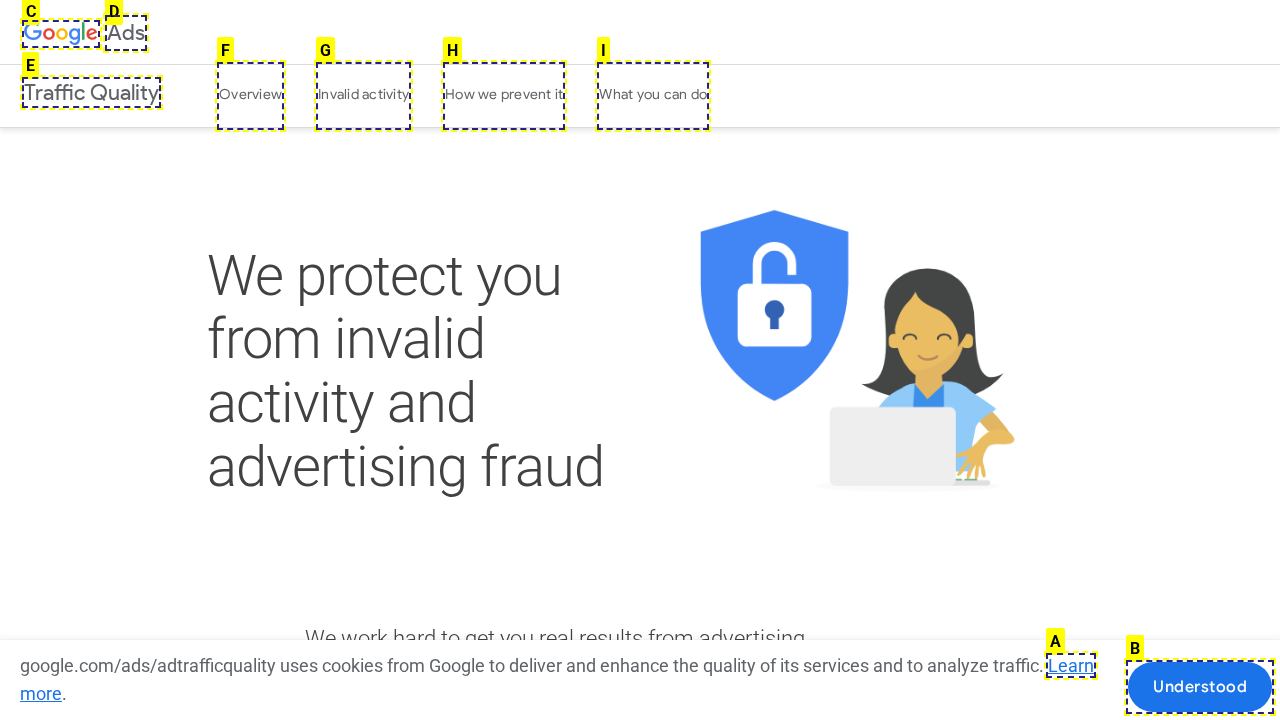 C D
Google Ads
E F G H I
Traffic Quality Overview Invalid activity How we prevent it What you can do
We protect you
from invalid
activity and
advertising fraud
We work hard to get you real results from advertising
A B
google.com/ads/adtrafficquality uses cookies from Google to deliver and enhance the quality of its services and to analyze traffic. Learn
more.
Understood